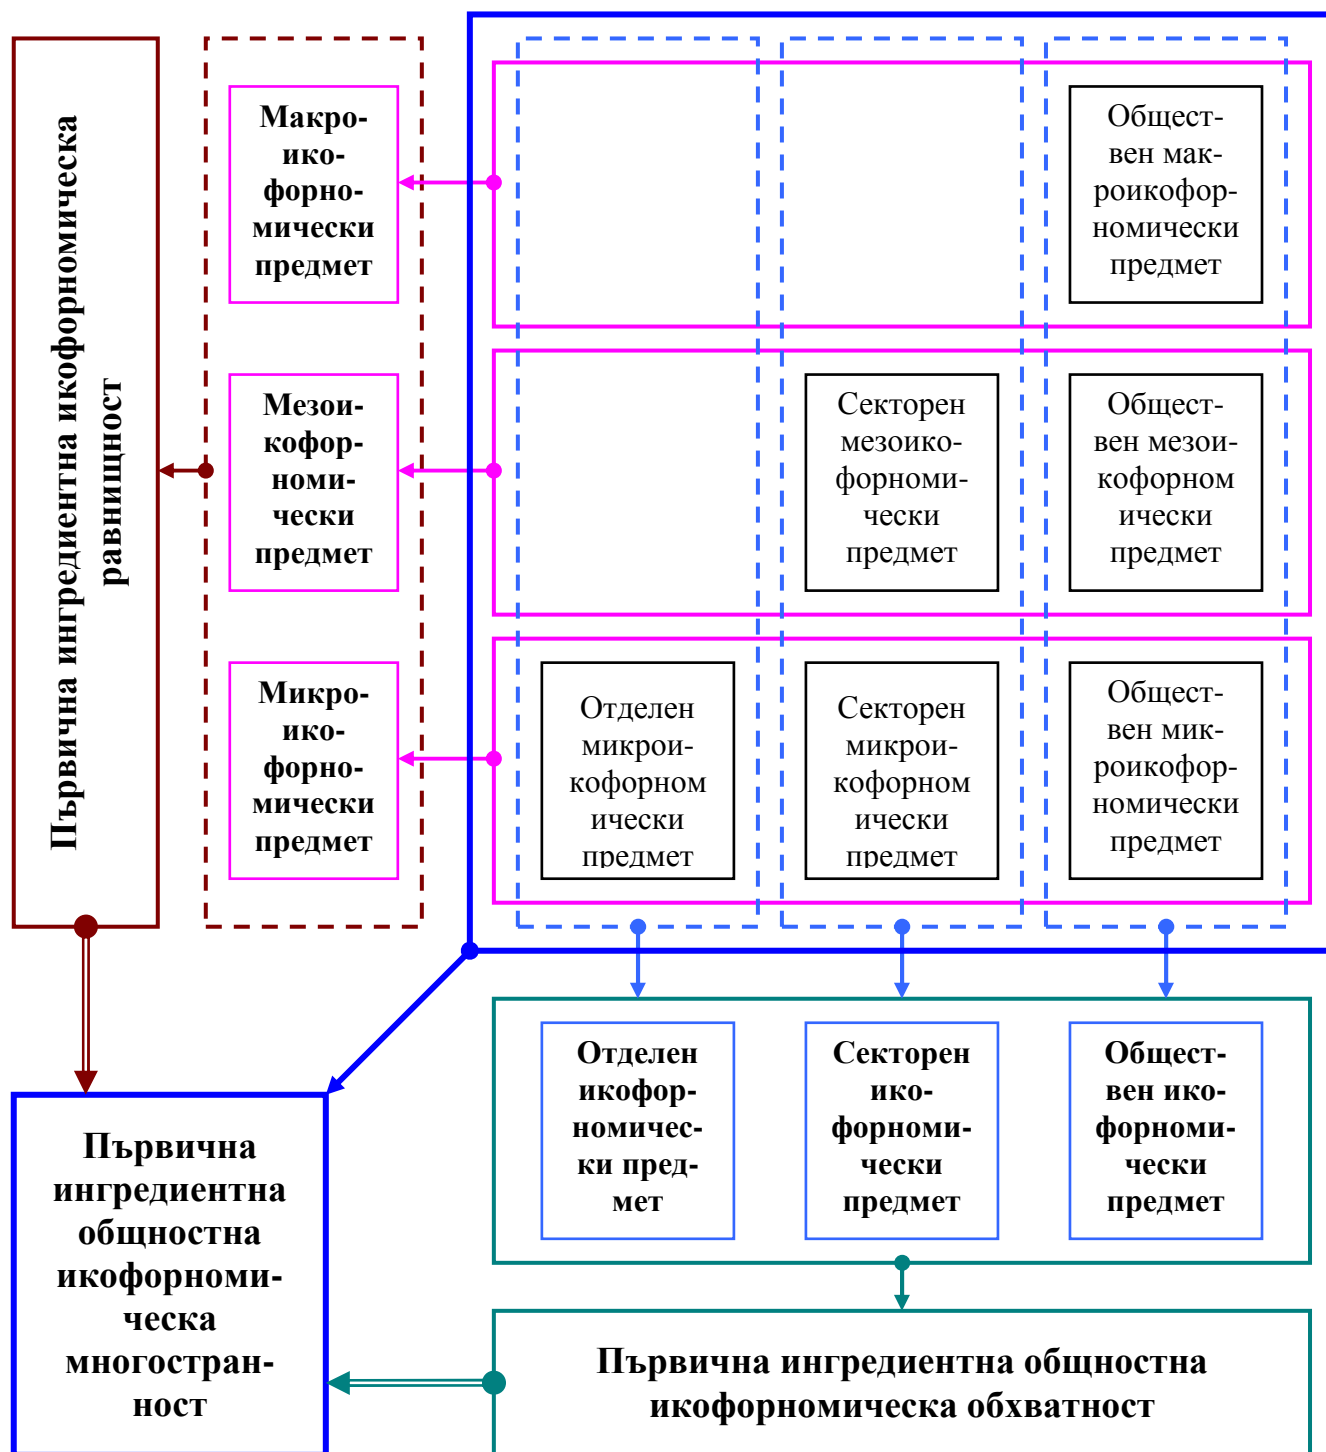 Първична ингредиентна икофорномическа
равнищност
Макро-
ико-
форно-
мически
предмет
Общест-
вен мак-
роикофор-
номически
предмет
Мезои-
кофор-
номи-
чески
предмет
Секторен
мезоико-
форноми-
чески
предмет
Общест-
вен мезои-
кофорном
ически
предмет
Микро-
ико-
форно-
мически
предмет
Отделен
микрои-
кофорном
ически
предмет
Секторен
микрои-
кофорном
ически
предмет
Общест-
вен мик-
роикофор-
номически
предмет
Отделен
икофор-
номичес-
ки пред-
мет
Секторен
ико-
форноми-
чески
предмет
Общест-
вен ико-
форноми-
чески
предмет
Първична
ингредиентна
общностна
икофорноми-
ческа
многостран-
ност
Първична ингредиентна общностна
икофорномическа обхватност